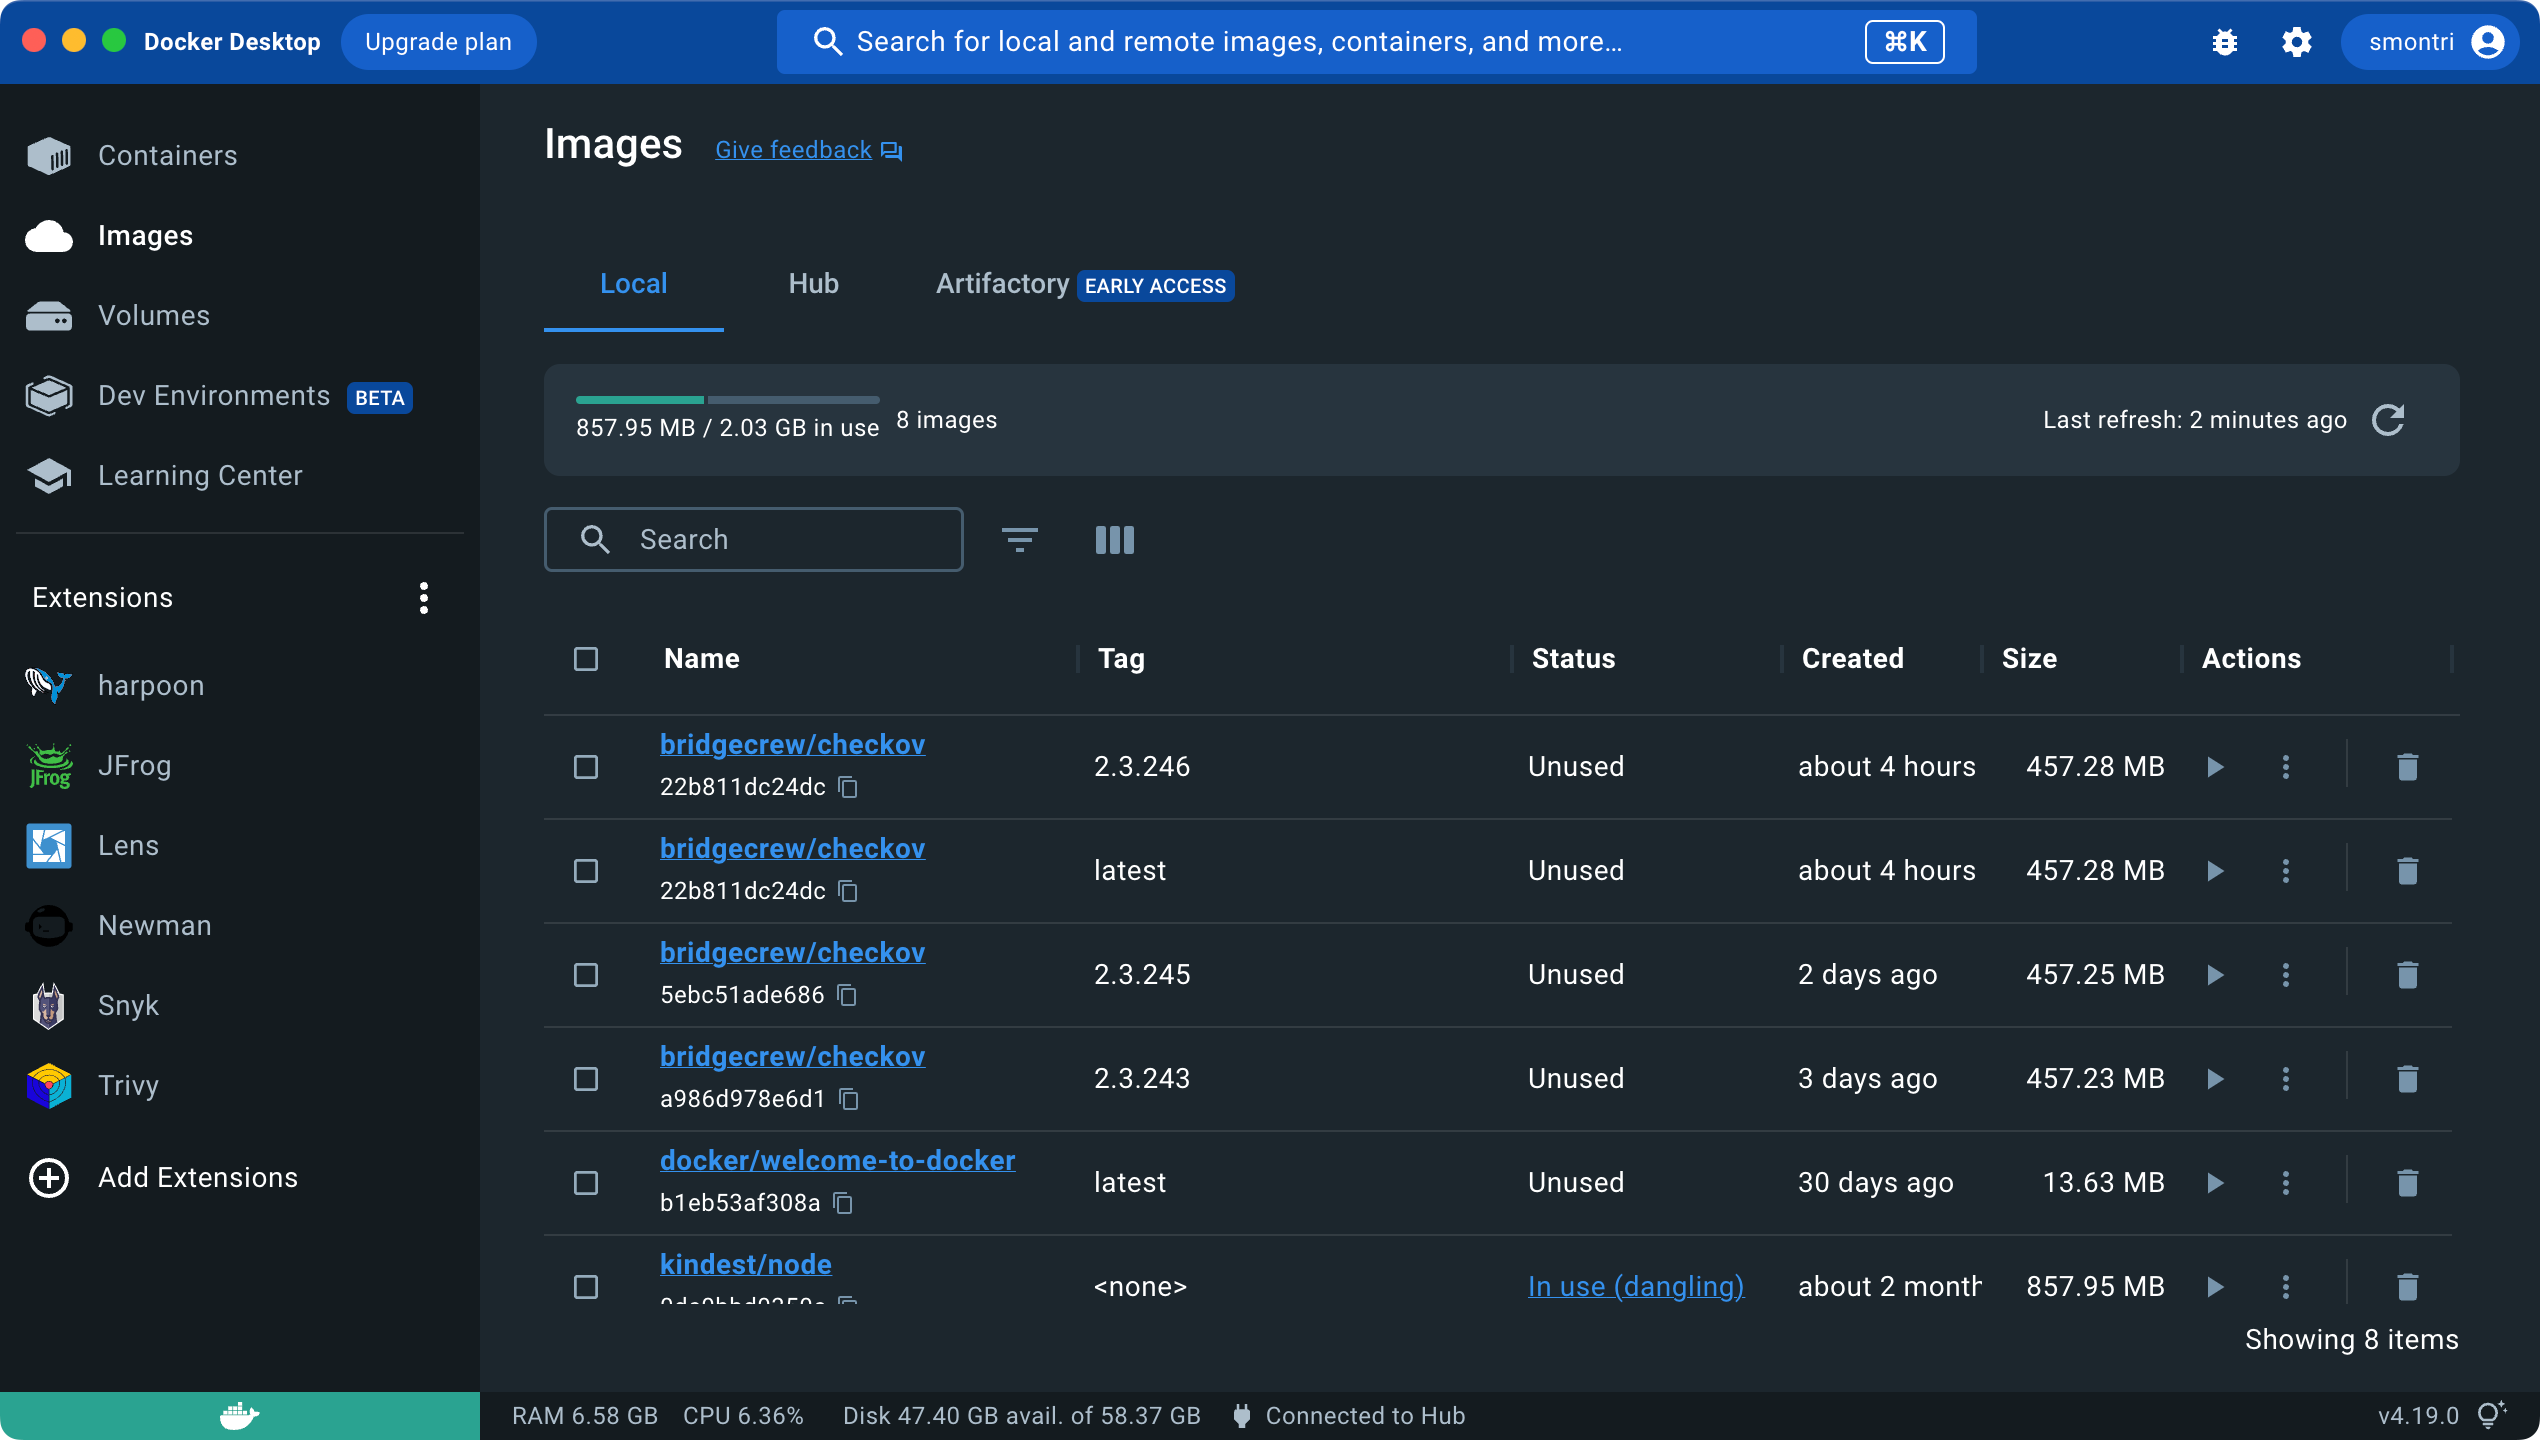 Docker Desktop
Upgrade plan
Search for local and remote images, containers, and more...
⌘K
smontri
Containers
Images
Volumes
Dev Environments BETA
Learning Center
Extensions
harpoon
JFrog
JFrog
Lens
Newman
Snyk
Trivy
Add Extensions
Images
Give feedback
Local
Hub
Artifactory EARLY ACCESS
857.95 MB / 2.03 GB in use
8 images
Last refresh: 2 minutes ago
Search
Name Tag Status Created Size Actions
bridgecrew/checkov
22b811dc24dc
2.3.246 Unused about 4 hours 457.28 MB
bridgecrew/checkov
22b811dc24dc
latest Unused about 4 hours 457.28 MB
bridgecrew/checkov
5ebc51ade686
2.3.245 Unused 2 days ago 457.25 MB
bridgecrew/checkov
a986d978e6d1
2.3.243 Unused 3 days ago 457.23 MB
docker/welcome-to-docker
b1eb53af308a
latest Unused 30 days ago 13.63 MB
kindest/node
<none> In use (dangling) about 2 month 857.95 MB
Showing 8 items
RAM 6.58 GB CPU 6.36% Disk 47.40 GB avail. of 58.37 GB Connected to Hub
v4.19.0